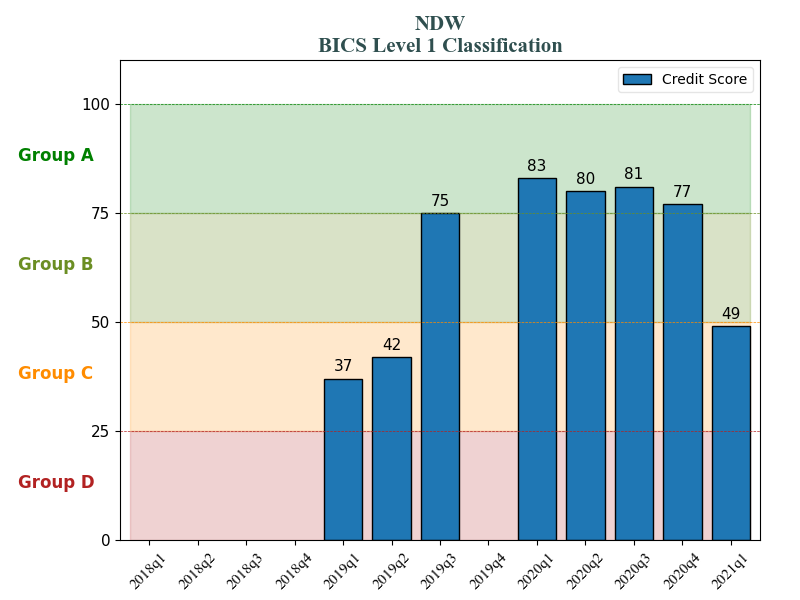 NDW
BICS Level 1 Classification
Credit Score
100
Group A
83
80
81
77
75
75
Group B
50
49
42
37
Group C
25
Group D
0
2018q1
2018q2
2018q3
2018q4
2019q1
2019q2
2019q3
2019q4
2020q1
2020q2
2020q3
2020q4
2021q1